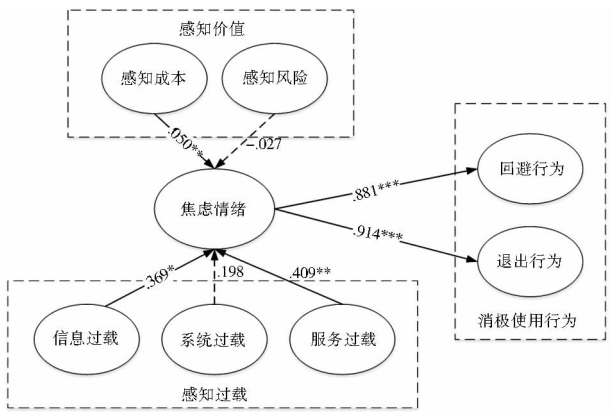 感知价值
感知成本
感知风险
.050**
-.027
焦虑情绪
.881***
回避行为
.914***
退出行为
消极使用行为
.369*
.198
.409**
信息过载
系统过载
服务过载
感知过载